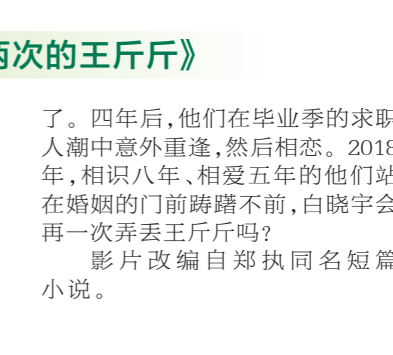 两次的王斤斤》
了。四年后,他们在毕业季的求职
人潮中意外重逢,然后相恋。2018
年,相识八年、相爱五年的他们站
在婚姻的门前踌躇不前,白晓宇会
再一次弄丢王斤斤吗?
影片改编自郑执同名短篇
小说。